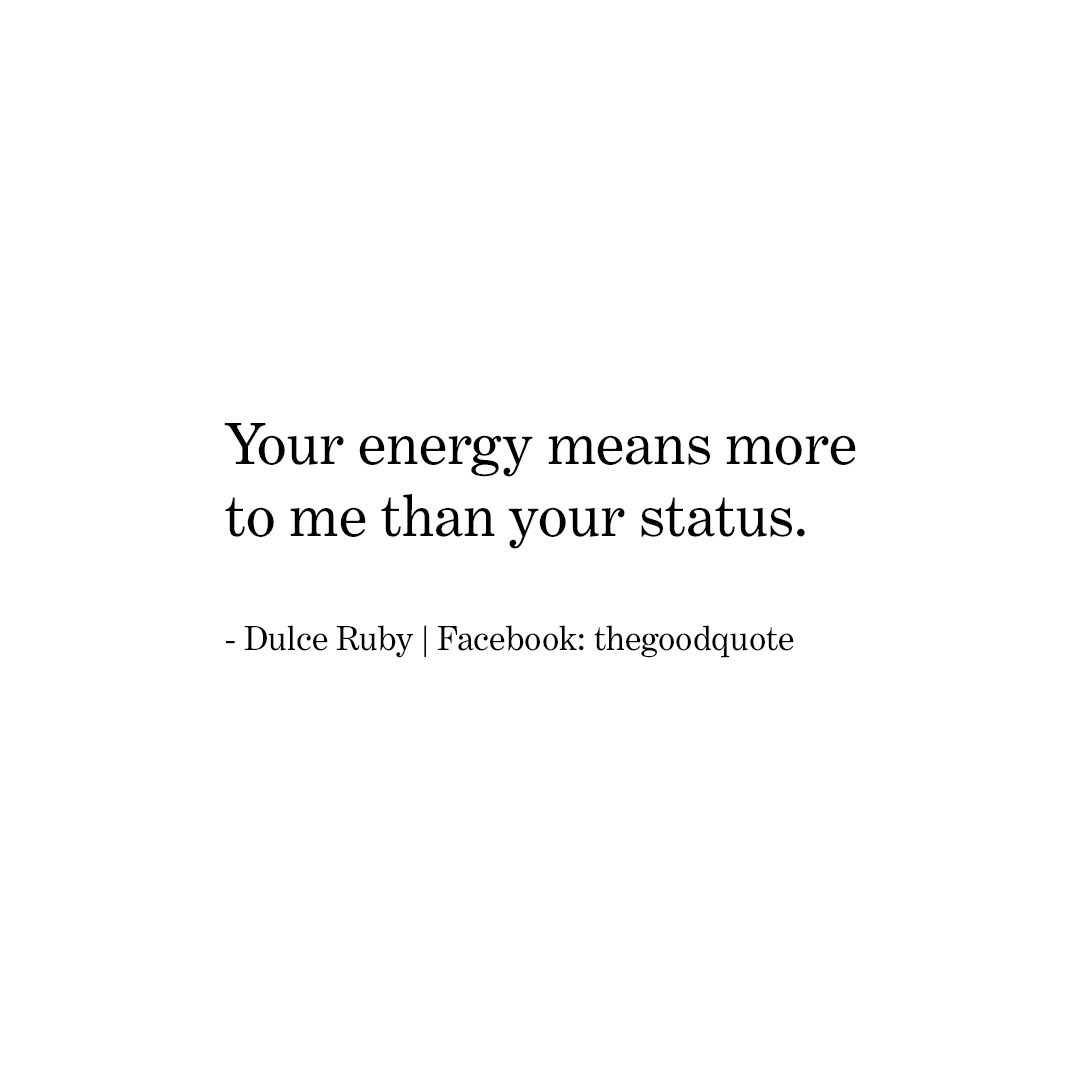 Your energy means more
to me than your status.
- Dulce Ruby | Facebook: thegoodquote